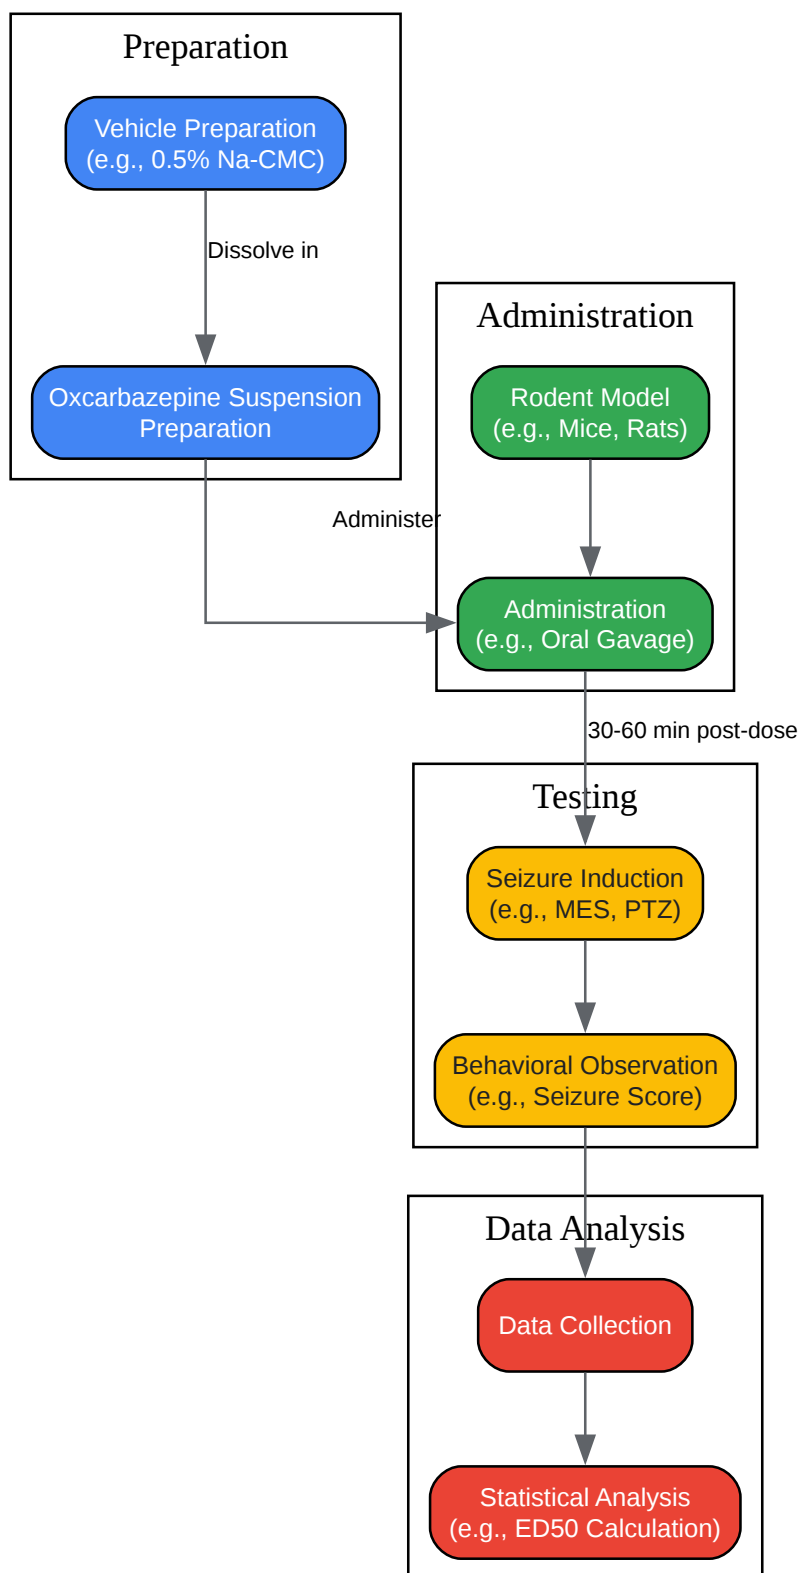 Preparation
Vehicle Preparation
(e.g., 0.5% Na-CMC)
Dissolve in
Oxcarbazepine Suspension
Preparation
Administration
Rodent Model
(e.g., Mice, Rats)
Administer
Administration
(e.g., Oral Gavage)
30-60 min post-dose
Testing
Seizure Induction
(e.g., MES, PTZ)
Behavioral Observation
(e.g., Seizure Score)
Data Analysis
Data Collection
Statistical Analysis
(e.g., ED50 Calculation)